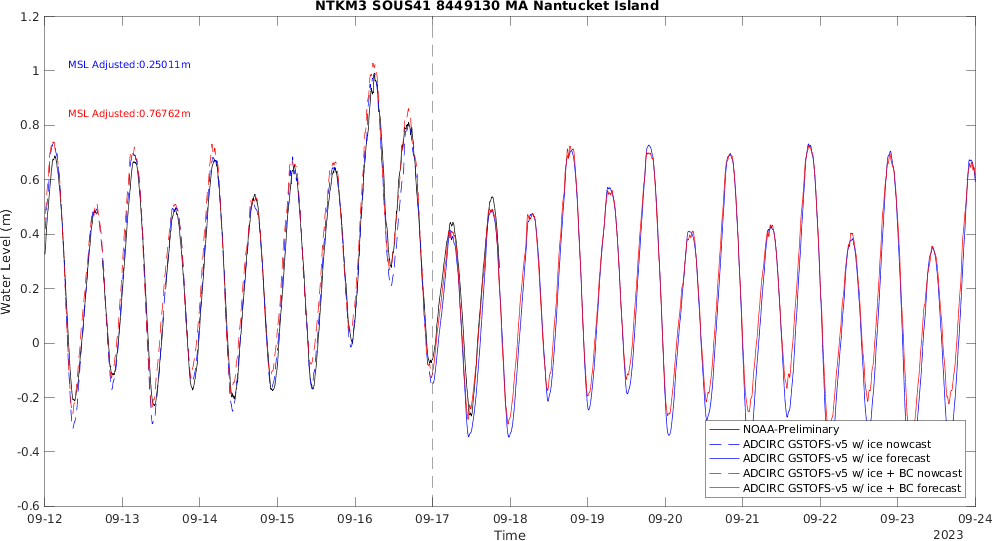 NTKM3 SOUS41 8449130 MA Nantucket Island
1.2
1
0.8
0.6
0.4
0.2
0
-0.2
-0.4
-0.6
Water Level (m)
MSL Adjusted:0.25011m
MSL Adjusted:0.76762m
NOAA-Preliminary
ADCIRC GSTOFS-v5 w/ ice nowcast
ADCIRC GSTOFS-v5 w/ ice forecast
ADCIRC GSTOFS-v5 w/ ice + BC nowcast
ADCIRC GSTOFS-v5 w/ ice + BC forecast
09-12 09-13 09-14 09-15 09-16 09-17 09-18 09-19 09-20 09-21 09-22 09-23 09-24
Time
2023